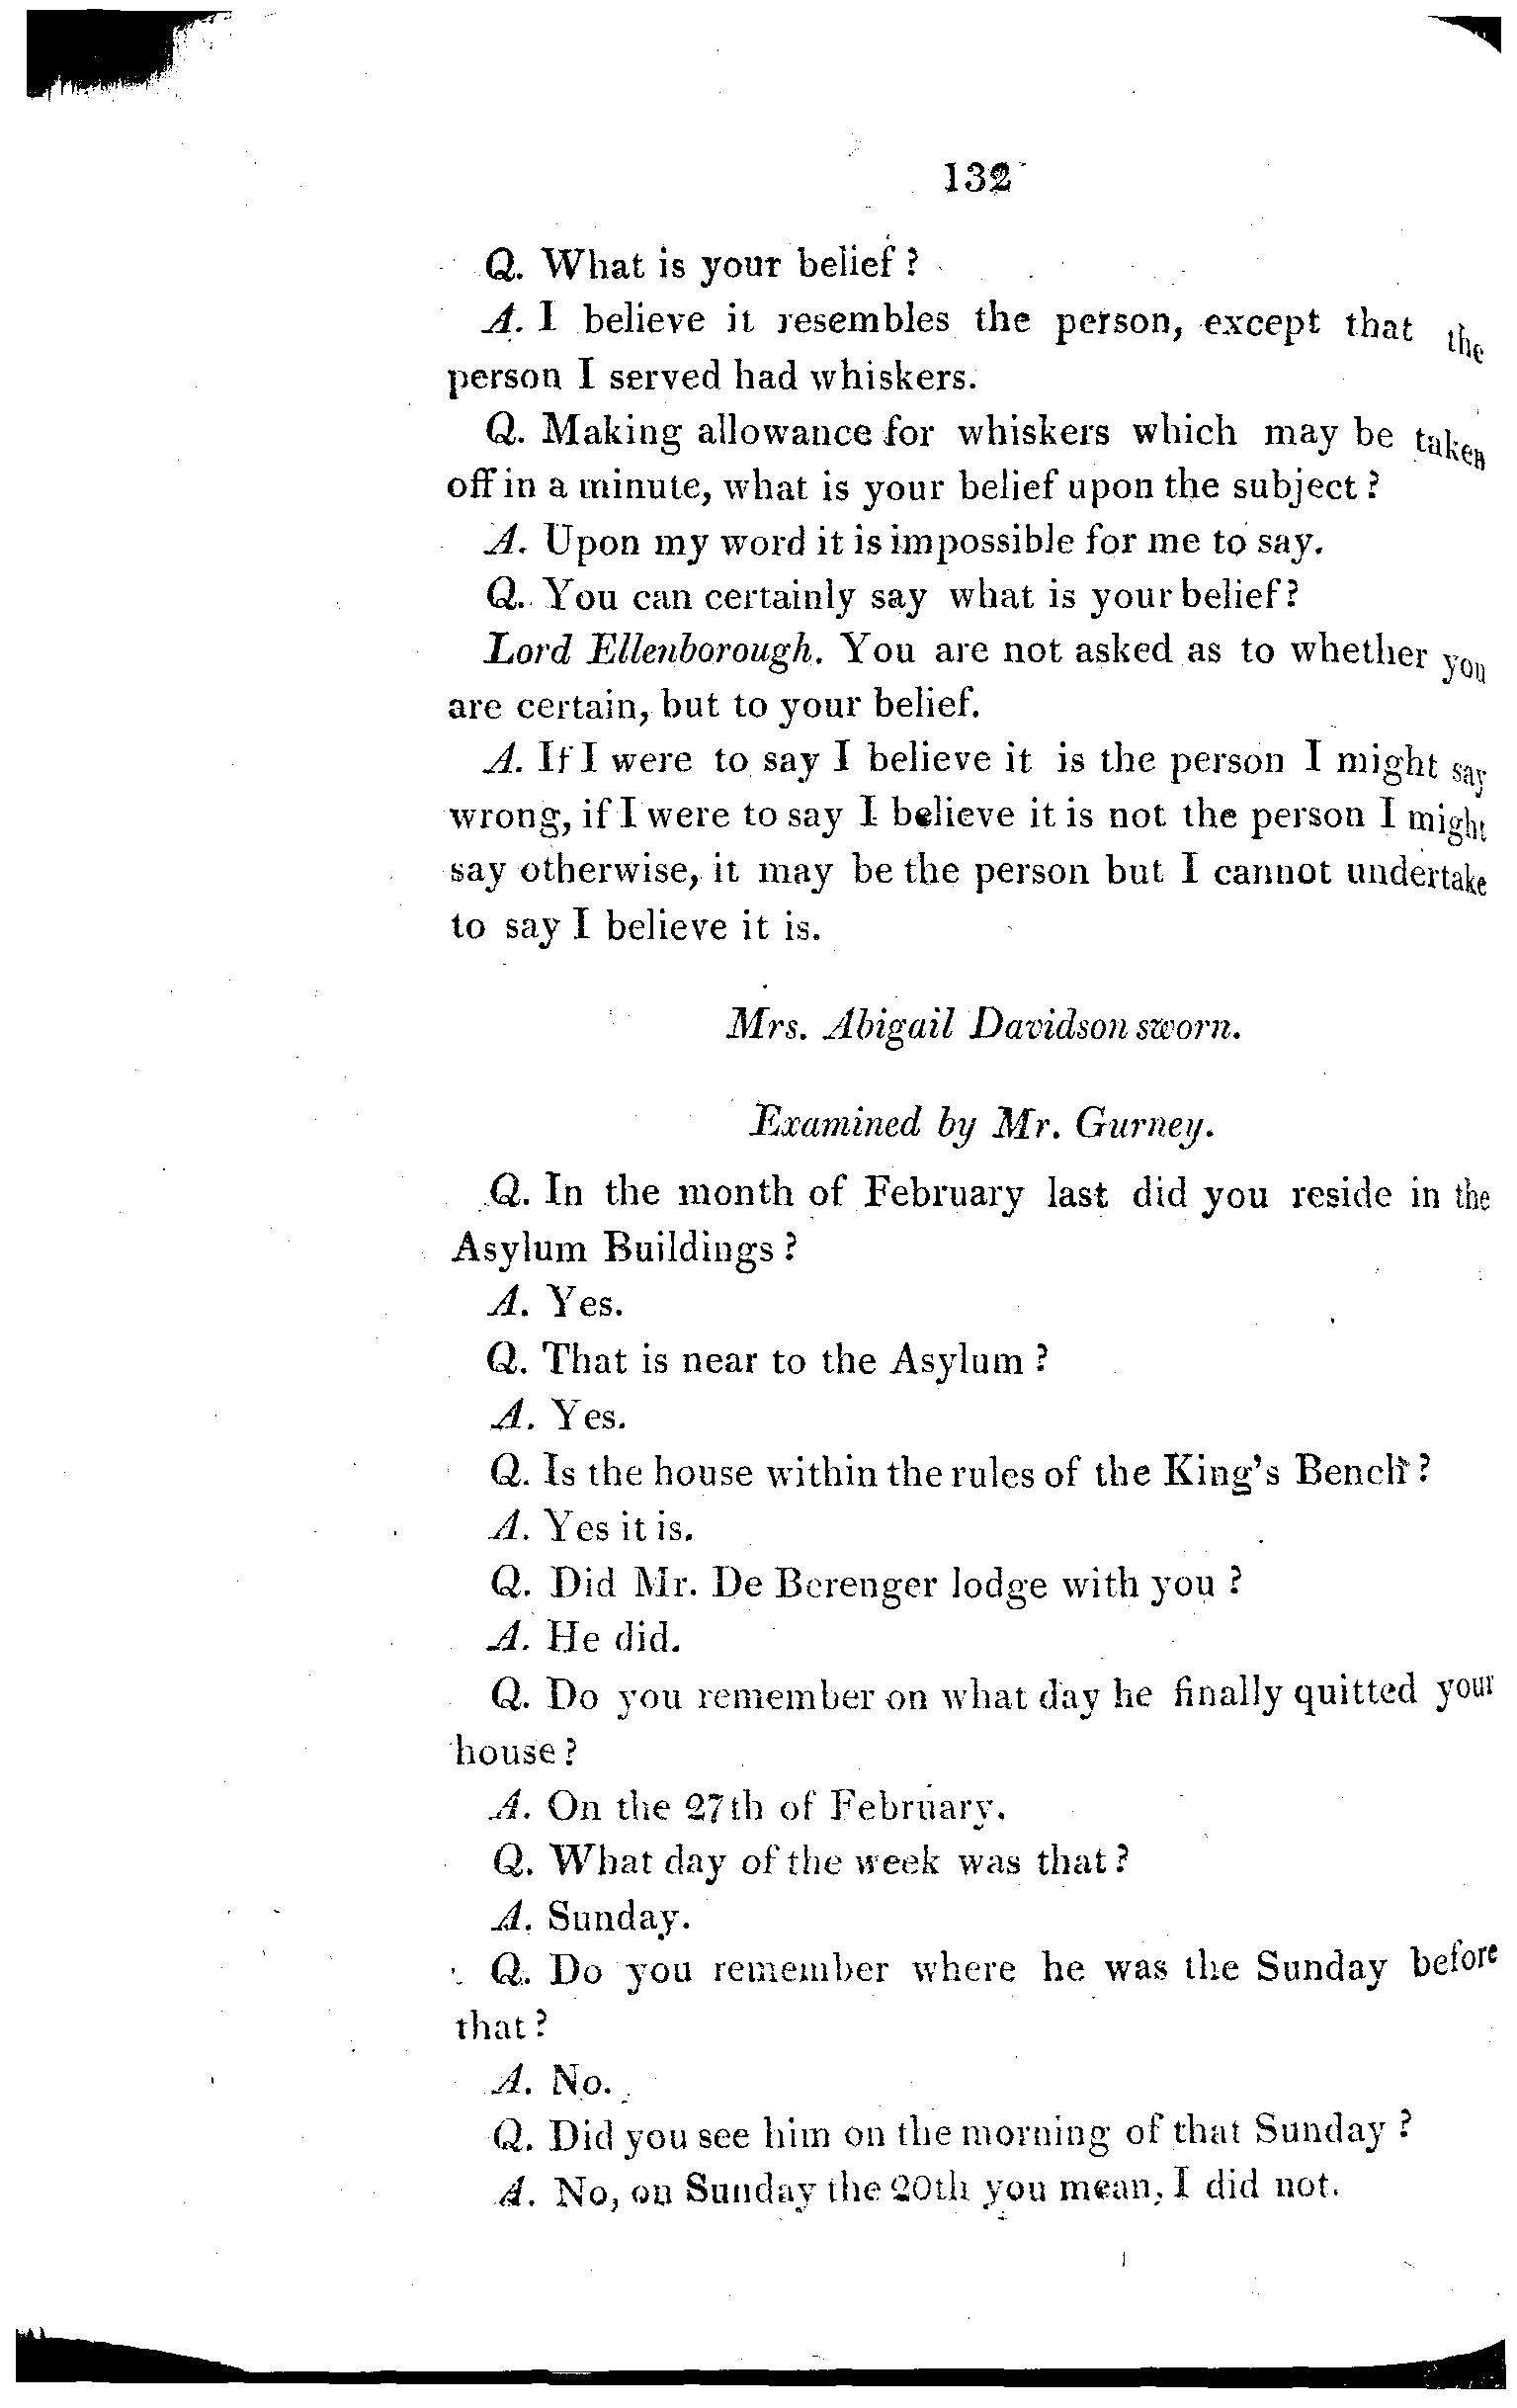 132
Q. What is your belief?
A. I believe it resembles the person, except that the
person I served had whiskers.
Q. Making allowance for whiskers which may be taken
off in a minute, what is your belief upon the subject?
A. Upon my word it is impossible for me to say.
Q. You can certainly say what is your belief?
Lord Ellenborough. You are not asked as to whether you
are certain, but to your belief.
A. If I were to say I believe it is the person I might say
wrong, if I were to say I believe it is not the person I might
say otherwise, it may be the person but I cannot undertake
to say I believe it is.
Mrs. Abigail Davidson sworn.
Examined by Mr. Gurney.
Q. In the month of February last did you reside in the
Asylum Buildings?
A. Yes.
Q. That is near to the Asylum?
A. Yes.
Q. Is the house within the rules of the King's Bench?
A. Yes it is.
Q. Did Mr. De Berenger lodge with you?
A. He did.
Q. Do you remember on what day he finally quitted your
house?
A. On the 27th of February.
Q. What day of the week was that?
A. Sunday.
Q. Do you remember where he was the Sunday before
that?
A. No.
Q. Did you see him on the morning of that Sunday?
A. No, on Sunday the 20th you mean, I did not.